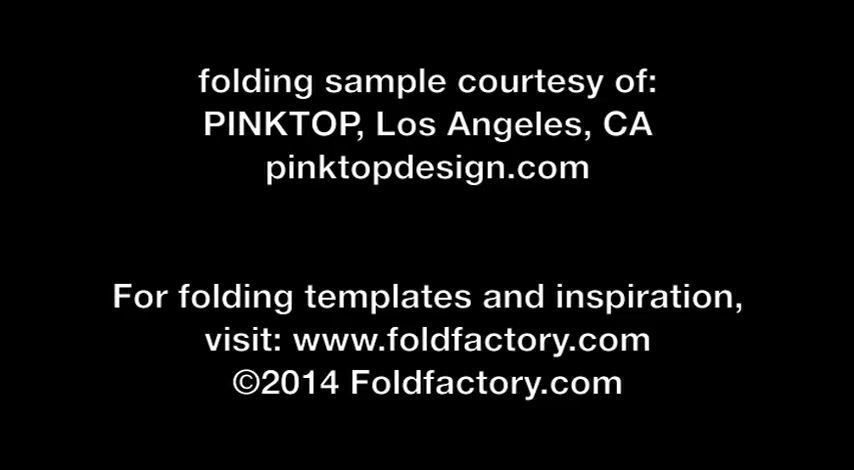 folding sample courtesy of:
PINKTOP, Los Angeles, CA
pinktopdesign.com
For folding templates and inspiration,
visit: www.foldfactory.com
©2014 Foldfactory.com